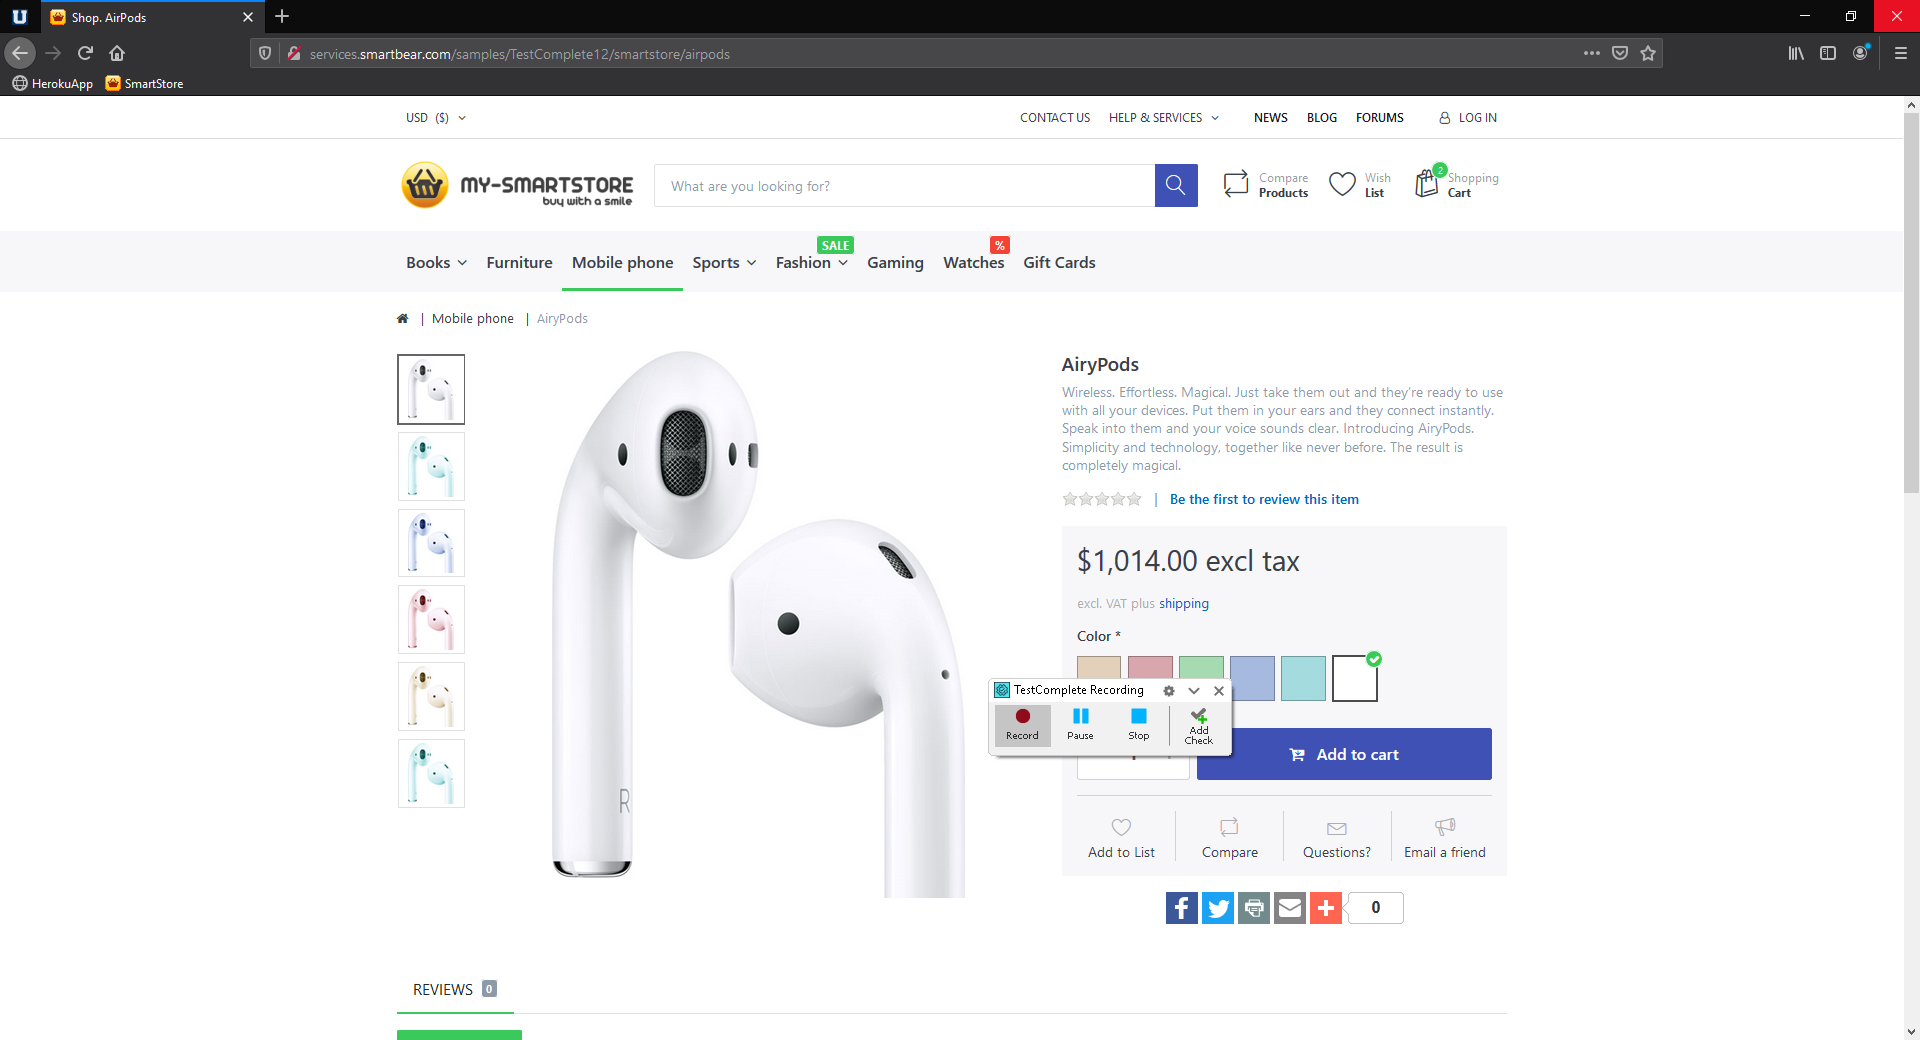 Shop. AirPods
services.smartbear.com/samples/TestComplete12/smartstore/airpods
HerokuApp SmartStore
USD ($) CONTACT US HELP & SERVICES NEWS BLOG FORUMS LOG IN
MY-SMARTSTORE
buy with a smile
What are you looking for?
Compare
Products
Wish
List
2
Shopping
Cart
SALE %
Books Furniture Mobile phone Sports Fashion Gaming Watches Gift Cards
| Mobile phone | AiryPods
AiryPods
Wireless. Effortless. Magical. Just take them out and they're ready to use
with all your devices. Put them in your ears and they connect instantly.
Speak into them and your voice sounds clear. Introducing AiryPods.
Simplicity and technology, together like never before. The result is
completely magical.
| Be the first to review this item
$1,014.00 excl tax
excl. VAT plus shipping
Color *
TestComplete Recording
Record Pause Stop Add
Check
Add to cart
R
Add to List Compare Questions? Email a friend
0
REVIEWS 0